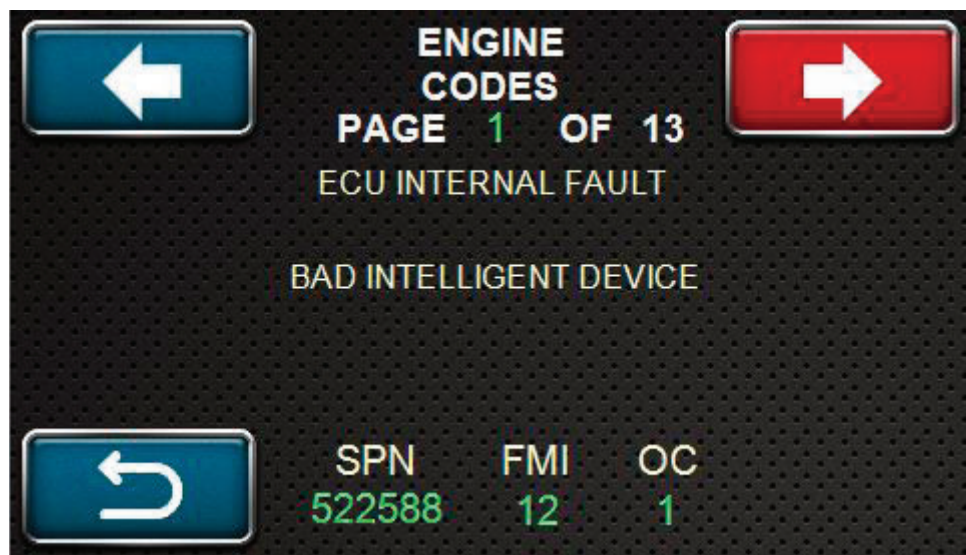 ENGINE
CODES
PAGE 1 OF 13
ECU INTERNAL FAULT
BAD INTELLIGENT DEVICE
SPN FMI OC
522588 12 1